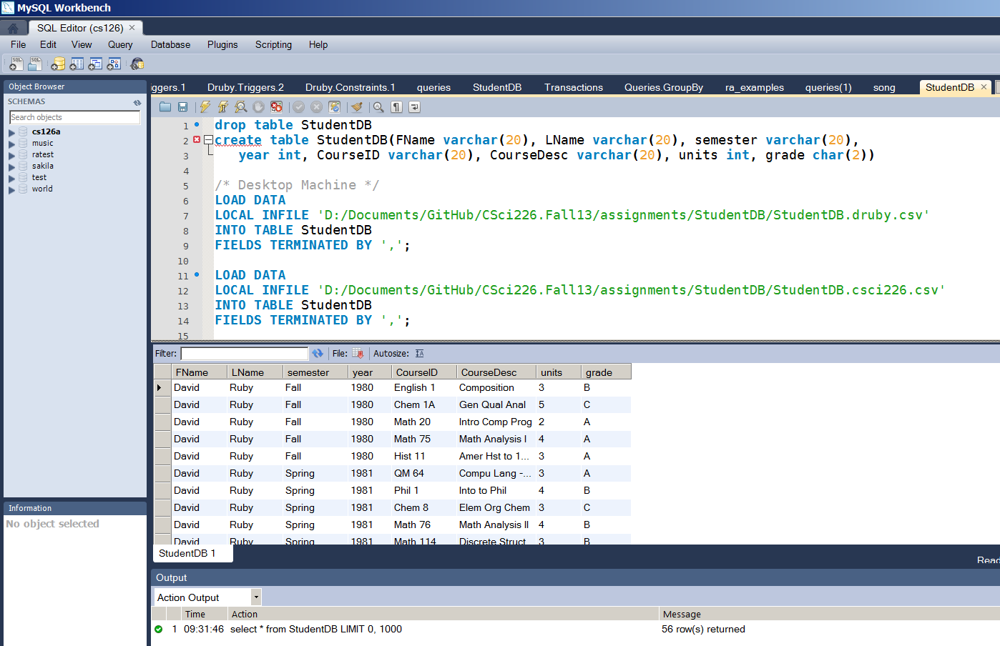 MySQL Workbench
SQL Editor (cs126) ×
File Edit View Query Database Plugins Scripting Help
Object Browser
SCHEMAS
Search objects
cs126a
music
ratest
sakila
test
world
Information
No object selected
iggers.1 Druby.Triggers.2 Druby.Constraints.1 queries StudentDB Transactions Queries.GroupBy ra_examples queries(1) song StudentDB ×
1 drop table StudentDB
2 create table StudentDB(FName varchar(20), LName varchar(20), semester varchar(20),
3 year int, CourseID varchar(20), CourseDesc varchar(20), units int, grade char(2))
4
5 /* Desktop Machine */
6 LOAD DATA
7 LOCAL INFILE 'D:/Documents/GitHub/CSci226.Fall13/assignments/StudentDB/StudentDB.druby.csv'
8 INTO TABLE StudentDB
9 FIELDS TERMINATED BY ',';
10
11 LOAD DATA
12 LOCAL INFILE 'D:/Documents/GitHub/CSci226.Fall13/assignments/StudentDB/StudentDB.csci226.csv'
13 INTO TABLE StudentDB
14 FIELDS TERMINATED BY ',';
15
Filter: File: Autosize:
FName LName semester year CourseID CourseDesc units grade
David Ruby Fall 1980 English 1 Composition 3 B
David Ruby Fall 1980 Chem 1A Gen Qual Anal 5 C
David Ruby Fall 1980 Math 20 Intro Comp Prog 2 A
David Ruby Fall 1980 Math 75 Math Analysis I 4 A
David Ruby Fall 1980 Hist 11 Amer Hst to 1... 3 A
David Ruby Spring 1981 QM 64 Compu Lang -... 3 A
David Ruby Spring 1981 Phil 1 Into to Phil 4 B
David Ruby Spring 1981 Chem 8 Elem Org Chem 3 C
David Ruby Spring 1981 Math 76 Math Analysis II 4 B
David Ruby Spring 1981 Math 114 Discrete Struct 3 B
StudentDB 1
Read
Output
Action Output
Time Action Message
1 09:31:46 select * from StudentDB LIMIT 0, 1000 56 row(s) returned